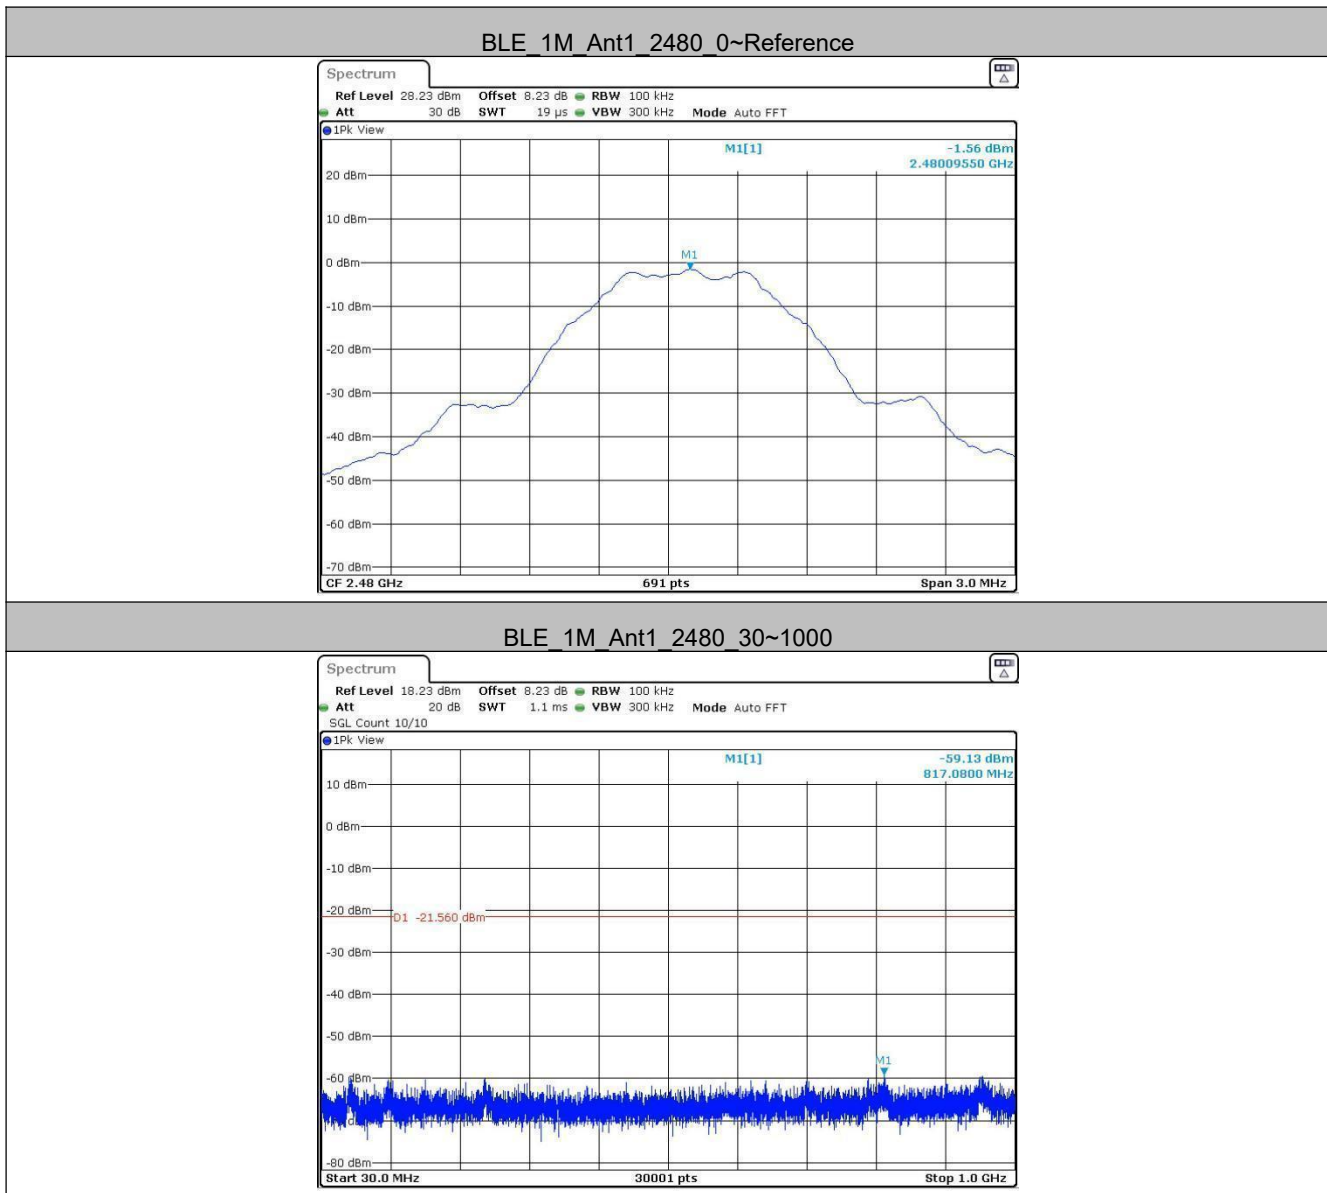 BLE_1M_Ant1_2480_0~Reference
Spectrum
Ref Level 28.23 dBm Offset 8.23 dB RBW 100 kHz
Att 30 dB SWT 19 µs VBW 300 kHz Mode Auto FFT
1Pk View
M1[1] -1.56 dBm
2.48009550 GHz
20 dBm
10 dBm
M1
0 dBm
-10 dBm
-20 dBm
-30 dBm
-40 dBm
-50 dBm
-60 dBm
-70 dBm
CF 2.48 GHz 691 pts Span 3.0 MHz
BLE_1M_Ant1_2480_30~1000
Spectrum
Ref Level 18.23 dBm Offset 8.23 dB RBW 100 kHz
Att 20 dB SWT 1.1 ms VBW 300 kHz Mode Auto FFT
SGL Count 10/10
1Pk View
M1[1] -59.13 dBm
817.0800 MHz
10 dBm
0 dBm
-10 dBm
-20 dBm
D1 -21.560 dBm
-30 dBm
-40 dBm
-50 dBm
M1
-60 dBm
-80 dBm
Start 30.0 MHz 30001 pts Stop 1.0 GHz